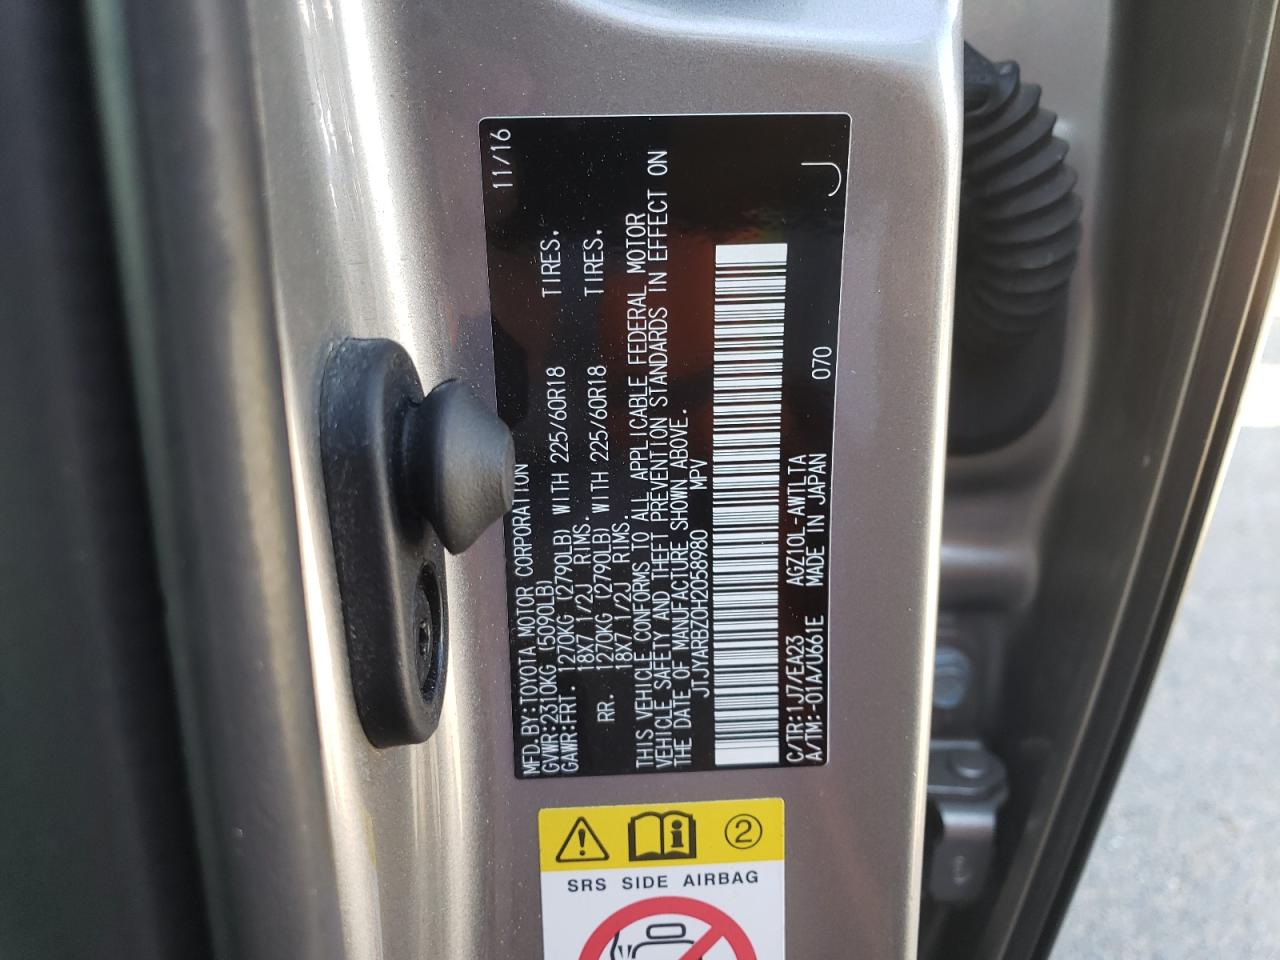 MFD.BY:TOYOTA MOTOR CORPORATION 11/16
GVWR:2310KG (5090LB)
GAWR:FRT. 1270KG (2790LB) WITH 225/60R18 TIRES,
18X7 1/2J RIMS.
RR. 1270KG (2790LB) WITH 225/60R18 TIRES,
18X7 1/2J RIMS.
THIS VEHICLE CONFORMS TO ALL APPLICABLE FEDERAL MOTOR
VEHICLE SAFETY AND THEFT PREVENTION STANDARDS IN EFFECT ON
THE DATE OF MANUFACTURE SHOWN ABOVE.
JTJYARBZ0H2058980 MPV
C/TR:1J7/EA23 AGZ10L-AWTLTA
A/TM:-01A/U661E MADE IN JAPAN 070 J
2
SRS SIDE AIRBAG